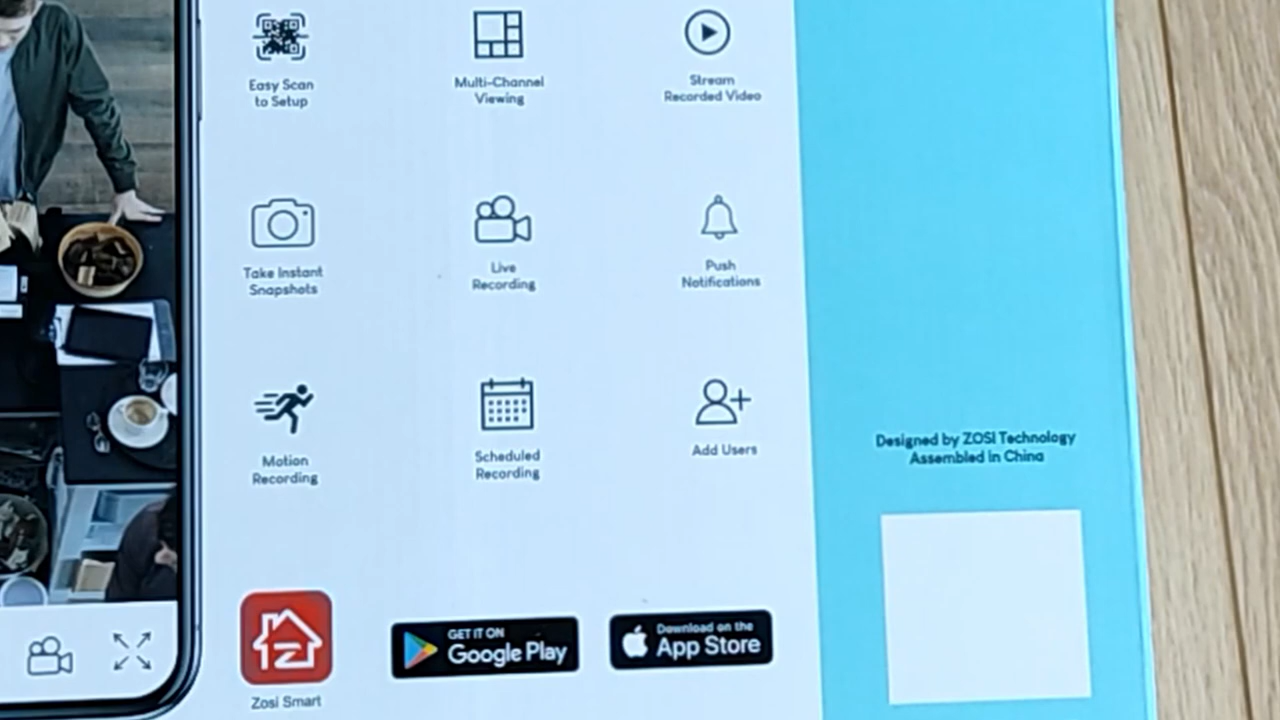 Easy Scan
to Setup
Multi-Channel
Viewing
Stream
Recorded Video
Take Instant
Snapshots
Live
Recording
Push
Notifications
Motion
Recording
Scheduled
Recording
Add Users
Designed by ZOSI Technology
Assembled in China
Zosi Smart
GET IT ON
Google Play
Download on the
App Store